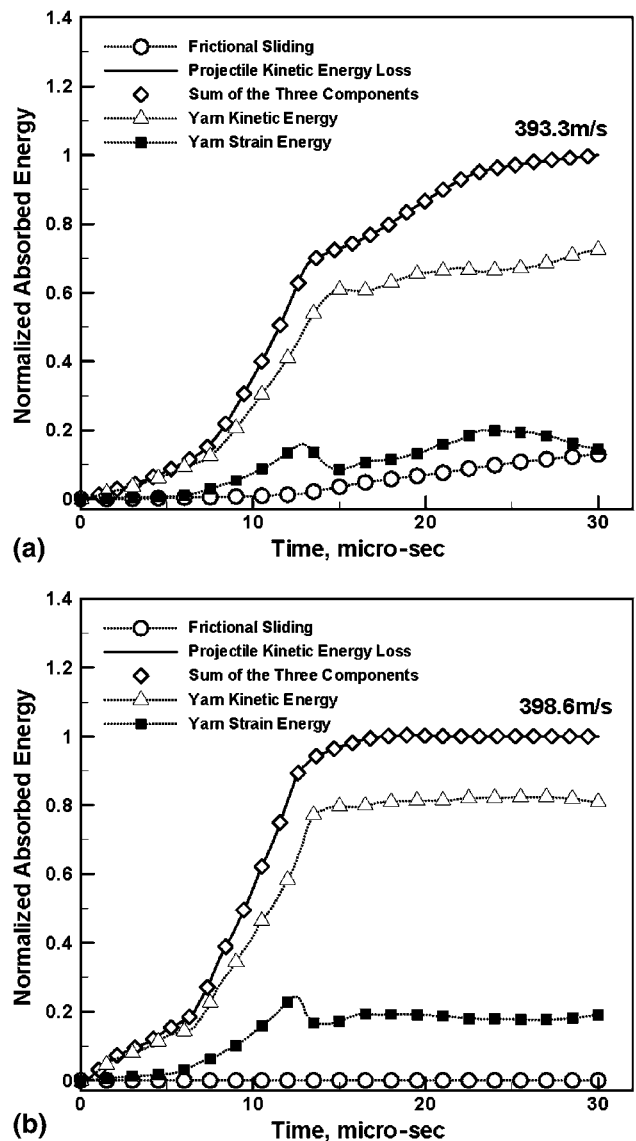 1.4
1.2
1
0.8
0.6
0.4
0.2
0
Normalized Absorbed Energy
Frictional Sliding
Projectile Kinetic Energy Loss
Sum of the Three Components
Yarn Kinetic Energy
Yarn Strain Energy
393.3m/s
0 10 20 30
Time, micro-sec
(a)
1.4
1.2
1
0.8
0.6
0.4
0.2
0
Normalized Absorbed Energy
Frictional Sliding
Projectile Kinetic Energy Loss
Sum of the Three Components
Yarn Kinetic Energy
Yarn Strain Energy
398.6m/s
0 10 20 30
Time, micro-sec
(b)